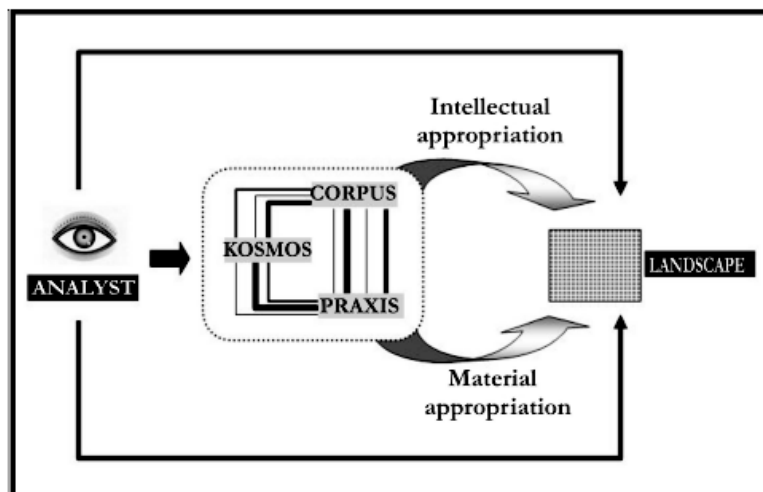 Intellectual
appropriation
CORPUS
KOSMOS
ANALYST
LANDSCAPE
PRAXIS
Material
appropriation